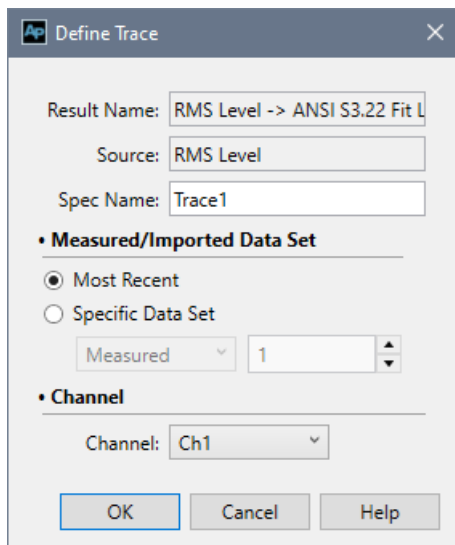 Ap Define Trace
Result Name: RMS Level -> ANSI S3.22 Fit L
Source: RMS Level
Spec Name: Trace1
• Measured/Imported Data Set
Most Recent
Specific Data Set
Measured 1
• Channel
Channel: Ch1
OK Cancel Help